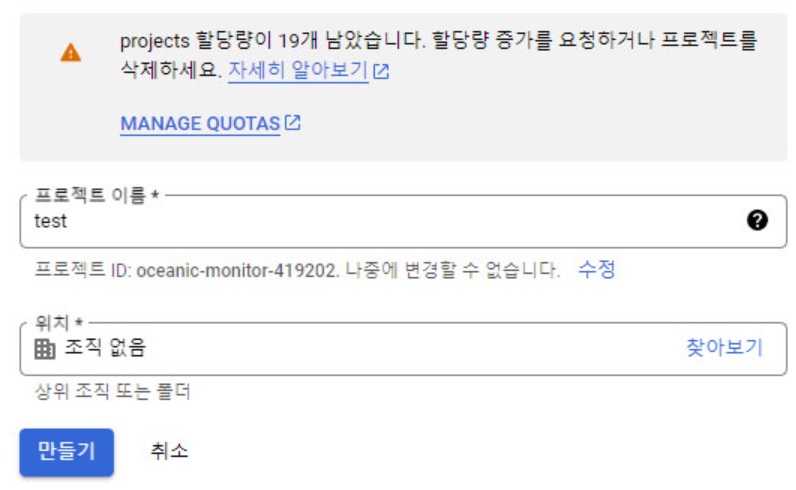 projects 할당량이 19개 남았습니다. 할당량 증가를 요청하거나 프로젝트를
삭제하세요. 자세히 알아보기
MANAGE QUOTAS
프로젝트 이름 *
test
프로젝트 ID: oceanic-monitor-419202. 나중에 변경할 수 없습니다. 수정
위치 *
조직 없음 찾아보기
상위 조직 또는 폴더
만들기 취소